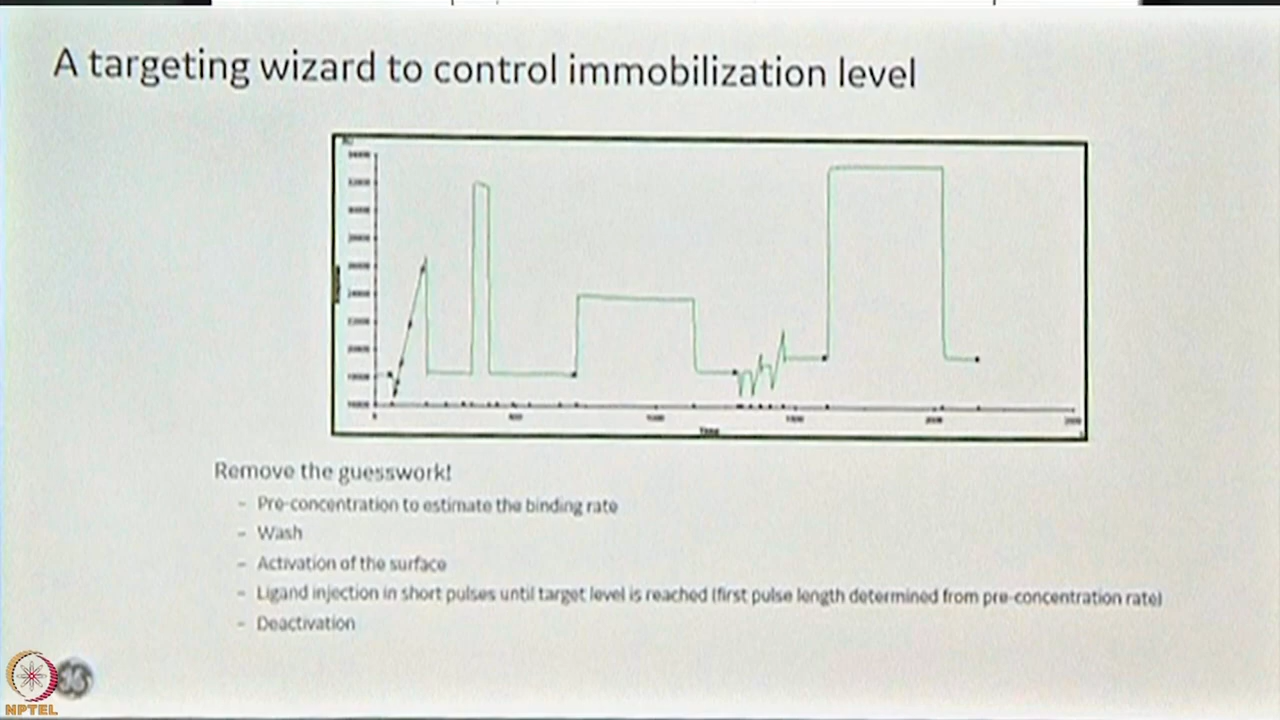 A targeting wizard to control immobilization level
Time
Remove the guesswork!
- Pre-concentration to estimate the binding rate
- Wash
- Activation of the surface
- Ligand injection in short pulses until target level is reached (first pulse length determined from pre-concentration rate)
- Deactivation
NPTEL